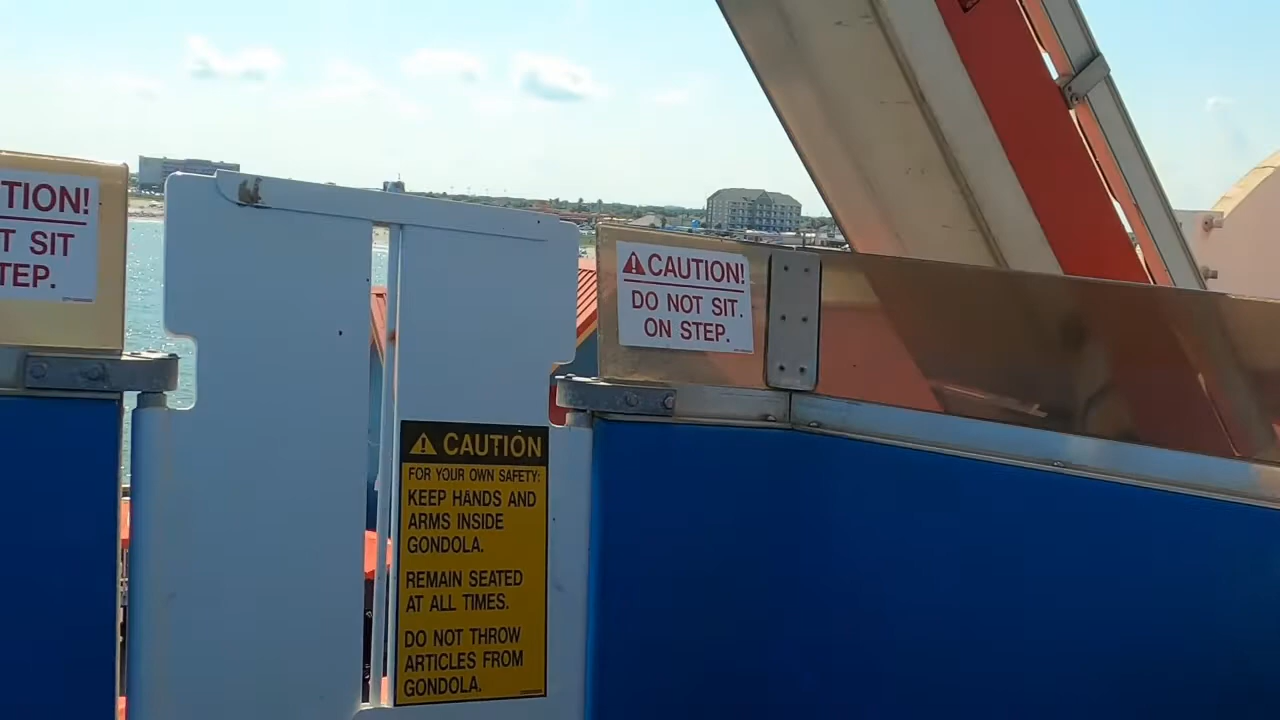 TION!
T SIT
TEP.
CAUTION!
DO NOT SIT.
ON STEP.
CAUTION
FOR YOUR OWN SAFETY:
KEEP HANDS AND
ARMS INSIDE
GONDOLA.
REMAIN SEATED
AT ALL TIMES.
DO NOT THROW
ARTICLES FROM
GONDOLA.